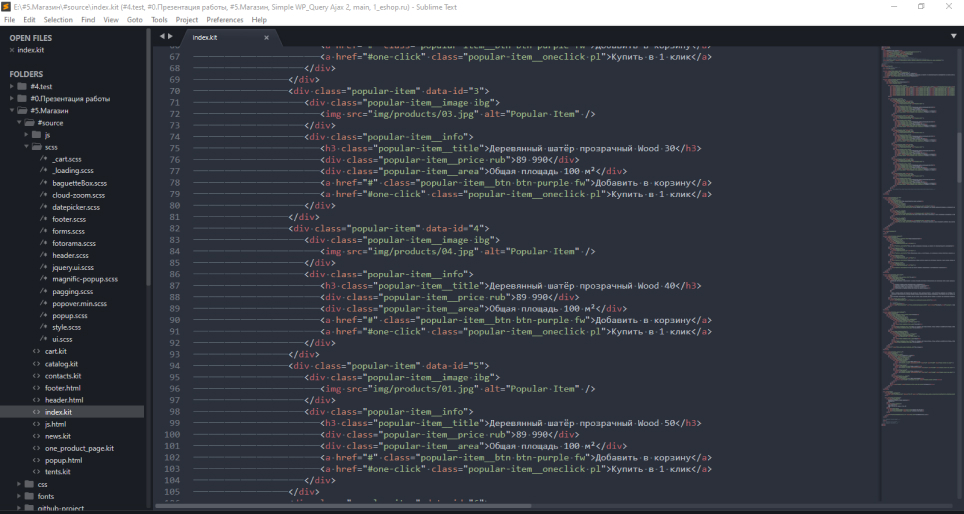 E:\#5.Магазин\#source\index.kit (#4.test, #0.Презентация работы, #5.Магазин, Simple WP_Query Ajax 2, main, 1_eshop.ru) - Sublime Text
File Edit Selection Find View Goto Tools Project Preferences Help
OPEN FILES
index.kit
FOLDERS
#4.test
#0.Презентация работы
#5.Магазин
#source
js
scss
_cart.scss
_loading.scss
baguetteBox.scss
cloud-zoom.scss
datepicker.scss
footer.scss
forms.scss
fotorama.scss
header.scss
jquery.ui.scss
magnific-popup.scss
pagging.scss
popover.min.scss
popup.scss
style.scss
ui.scss
cart.kit
catalog.kit
contacts.kit
footer.html
header.html
index.kit
js.html
news.kit
one_product_page.kit
popup.html
tents.kit
css
fonts
github-project
index.kit
66 <a href="#" class="popular-item__btn btn-purple fw">Добавить в корзину</a>
67 <a href="#one-click" class="popular-item__oneclick pl">Купить в 1 клик</a>
68 </div>
69 </div>
70 <div class="popular-item" data-id="3">
71 <div class="popular-item__image ibg">
72 <img src="img/products/03.jpg" alt="Popular Item" />
73 </div>
74 <div class="popular-item__info">
75 <h3 class="popular-item__title">Деревянный шатёр прозрачный Wood 30</h3>
76 <div class="popular-item__price rub">89 990</div>
77 <div class="popular-item__area">Общая площадь 100 м²</div>
78 <a href="#" class="popular-item__btn btn-purple fw">Добавить в корзину</a>
79 <a href="#one-click" class="popular-item__oneclick pl">Купить в 1 клик</a>
80 </div>
81 </div>
82 <div class="popular-item" data-id="4">
83 <div class="popular-item__image ibg">
84 <img src="img/products/04.jpg" alt="Popular Item" />
85 </div>
86 <div class="popular-item__info">
87 <h3 class="popular-item__title">Деревянный шатёр прозрачный Wood 40</h3>
88 <div class="popular-item__price rub">89 990</div>
89 <div class="popular-item__area">Общая площадь 100 м²</div>
90 <a href="#" class="popular-item__btn btn-purple fw">Добавить в корзину</a>
91 <a href="#one-click" class="popular-item__oneclick pl">Купить в 1 клик</a>
92 </div>
93 </div>
94 <div class="popular-item" data-id="5">
95 <div class="popular-item__image ibg">
96 <img src="img/products/01.jpg" alt="Popular Item" />
97 </div>
98 <div class="popular-item__info">
99 <h3 class="popular-item__title">Деревянный шатёр прозрачный Wood 50</h3>
100 <div class="popular-item__price rub">89 990</div>
101 <div class="popular-item__area">Общая площадь 100 м²</div>
102 <a href="#" class="popular-item__btn btn-purple fw">Добавить в корзину</a>
103 <a href="#one-click" class="popular-item__oneclick pl">Купить в 1 клик</a>
104 </div>
105 </div>